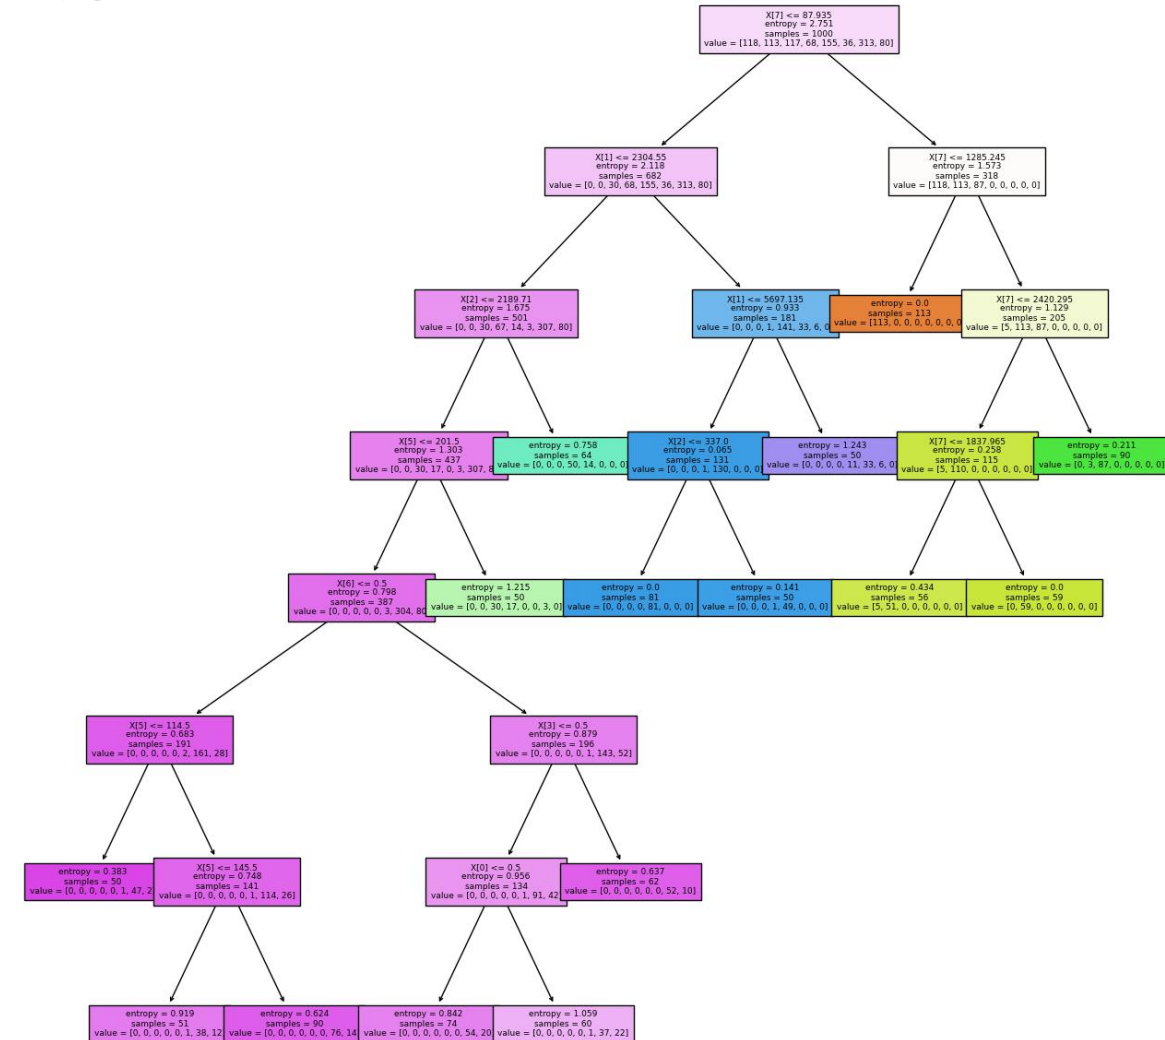 X[7] <= 87.935
entropy = 2.751
samples = 1000
value = [118, 113, 117, 68, 155, 36, 313, 80]
X[1] <= 2304.55
entropy = 2.118
samples = 682
value = [0, 0, 30, 68, 155, 36, 313, 80]
X[7] <= 1285.245
entropy = 1.573
samples = 318
value = [118, 113, 87, 0, 0, 0, 0, 0]
X[2] <= 2189.71
entropy = 1.675
samples = 501
value = [0, 0, 30, 67, 14, 3, 307, 80]
X[1] <= 5697.135
entropy = 0.933
samples = 181
value = [0, 0, 0, 1, 141, 33, 6, 0
entropy = 0.0
samples = 113
value = [113, 0, 0, 0, 0, 0, 0, 0
X[7] <= 2420.295
entropy = 1.129
samples = 205
value = [5, 113, 87, 0, 0, 0, 0, 0]
X[5] <= 201.5
entropy = 1.303
samples = 437
value = [0, 0, 30, 17, 0, 3, 307, 8
entropy = 0.758
samples = 64
value = [0, 0, 0, 50, 14, 0, 0, 0]
X[2] <= 337.0
entropy = 0.065
samples = 131
value = [0, 0, 0, 1, 130, 0, 0, 0]
entropy = 1.243
samples = 50
value = [0, 0, 0, 0, 11, 33, 6, 0]
X[7] <= 1837.965
entropy = 0.258
samples = 115
value = [5, 110, 0, 0, 0, 0, 0, 0]
entropy = 0.211
samples = 90
value = [0, 3, 87, 0, 0, 0, 0, 0]
X[6] <= 0.5
entropy = 0.798
samples = 387
value = [0, 0, 0, 0, 0, 3, 304, 80
entropy = 1.215
samples = 50
value = [0, 0, 30, 17, 0, 0, 3, 0]
entropy = 0.0
samples = 81
value = [0, 0, 0, 0, 81, 0, 0, 0]
entropy = 0.141
samples = 50
value = [0, 0, 0, 1, 49, 0, 0, 0]
entropy = 0.434
samples = 56
value = [5, 51, 0, 0, 0, 0, 0, 0]
entropy = 0.0
samples = 59
value = [0, 59, 0, 0, 0, 0, 0, 0]
X[5] <= 114.5
entropy = 0.683
samples = 191
value = [0, 0, 0, 0, 0, 2, 161, 28]
X[3] <= 0.5
entropy = 0.879
samples = 196
value = [0, 0, 0, 0, 0, 1, 143, 52]
entropy = 0.383
samples = 50
value = [0, 0, 0, 0, 0, 1, 47, 2
X[5] <= 145.5
entropy = 0.748
samples = 141
value = [0, 0, 0, 0, 0, 1, 114, 26]
X[0] <= 0.5
entropy = 0.956
samples = 134
value = [0, 0, 0, 0, 0, 1, 91, 42
entropy = 0.637
samples = 62
value = [0, 0, 0, 0, 0, 0, 52, 10]
entropy = 0.919
samples = 51
value = [0, 0, 0, 0, 0, 1, 38, 12
entropy = 0.624
samples = 90
value = [0, 0, 0, 0, 0, 0, 76, 14
entropy = 0.842
samples = 74
value = [0, 0, 0, 0, 0, 0, 54, 20
entropy = 1.059
samples = 60
value = [0, 0, 0, 0, 0, 1, 37, 22]